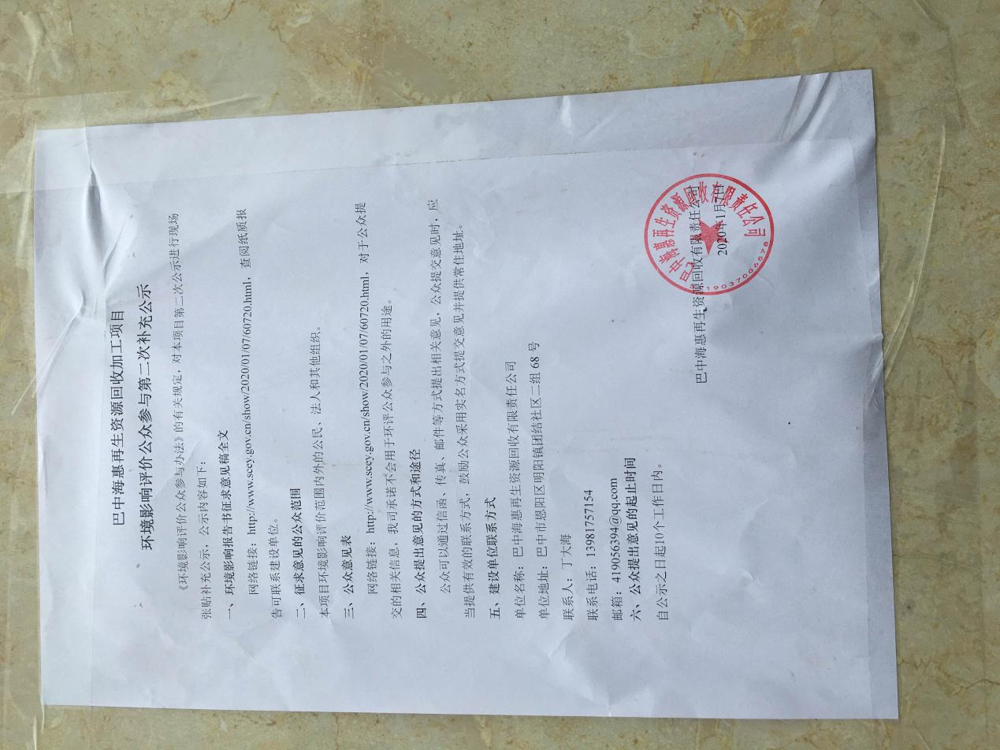 巴中海惠再生资源回收加工项目
环境影响评价公众参与第二次补充公示
《环境影响评价公众参与办法》的有关规定，对本项目第二次公示进行现场
张贴补充公示，公示内容如下：
一、环境影响报告书征求意见稿全文
网络链接：http://www.scey.gov.cn/show/2020/01/07/60720.html，查阅纸质报
告可联系建设单位。
二、征求意见的公众范围
本项目环境影响评价范围内外的公民、法人和其他组织。
三、公众意见表
网络链接：http://www.scey.gov.cn/show/2020/01/07/60720.html，对于公众提
交的相关信息，我司承诺不会用于环评公众参与之外的用途。
四、公众提出意见的方式和途径
公众可以通过信函、传真、邮件等方式提出相关意见，公众提交意见时，应
当提供有效的联系方式，鼓励公众采用实名方式提交意见并提供常住地址。
五、建设单位联系方式
单位名称：巴中海惠再生资源回收有限责任公司
单位地址：巴中市恩阳区明阳镇团结社区二组 68 号
联系人：丁大海
联系电话：13981757154
邮箱：419056394@qq.com
六、公众提出意见的起止时间
自公示之日起10个工作日内。
巴中海惠再生资源回收有限责任公司
2020年1月7日
巴中海惠再生资源回收有限责任公司